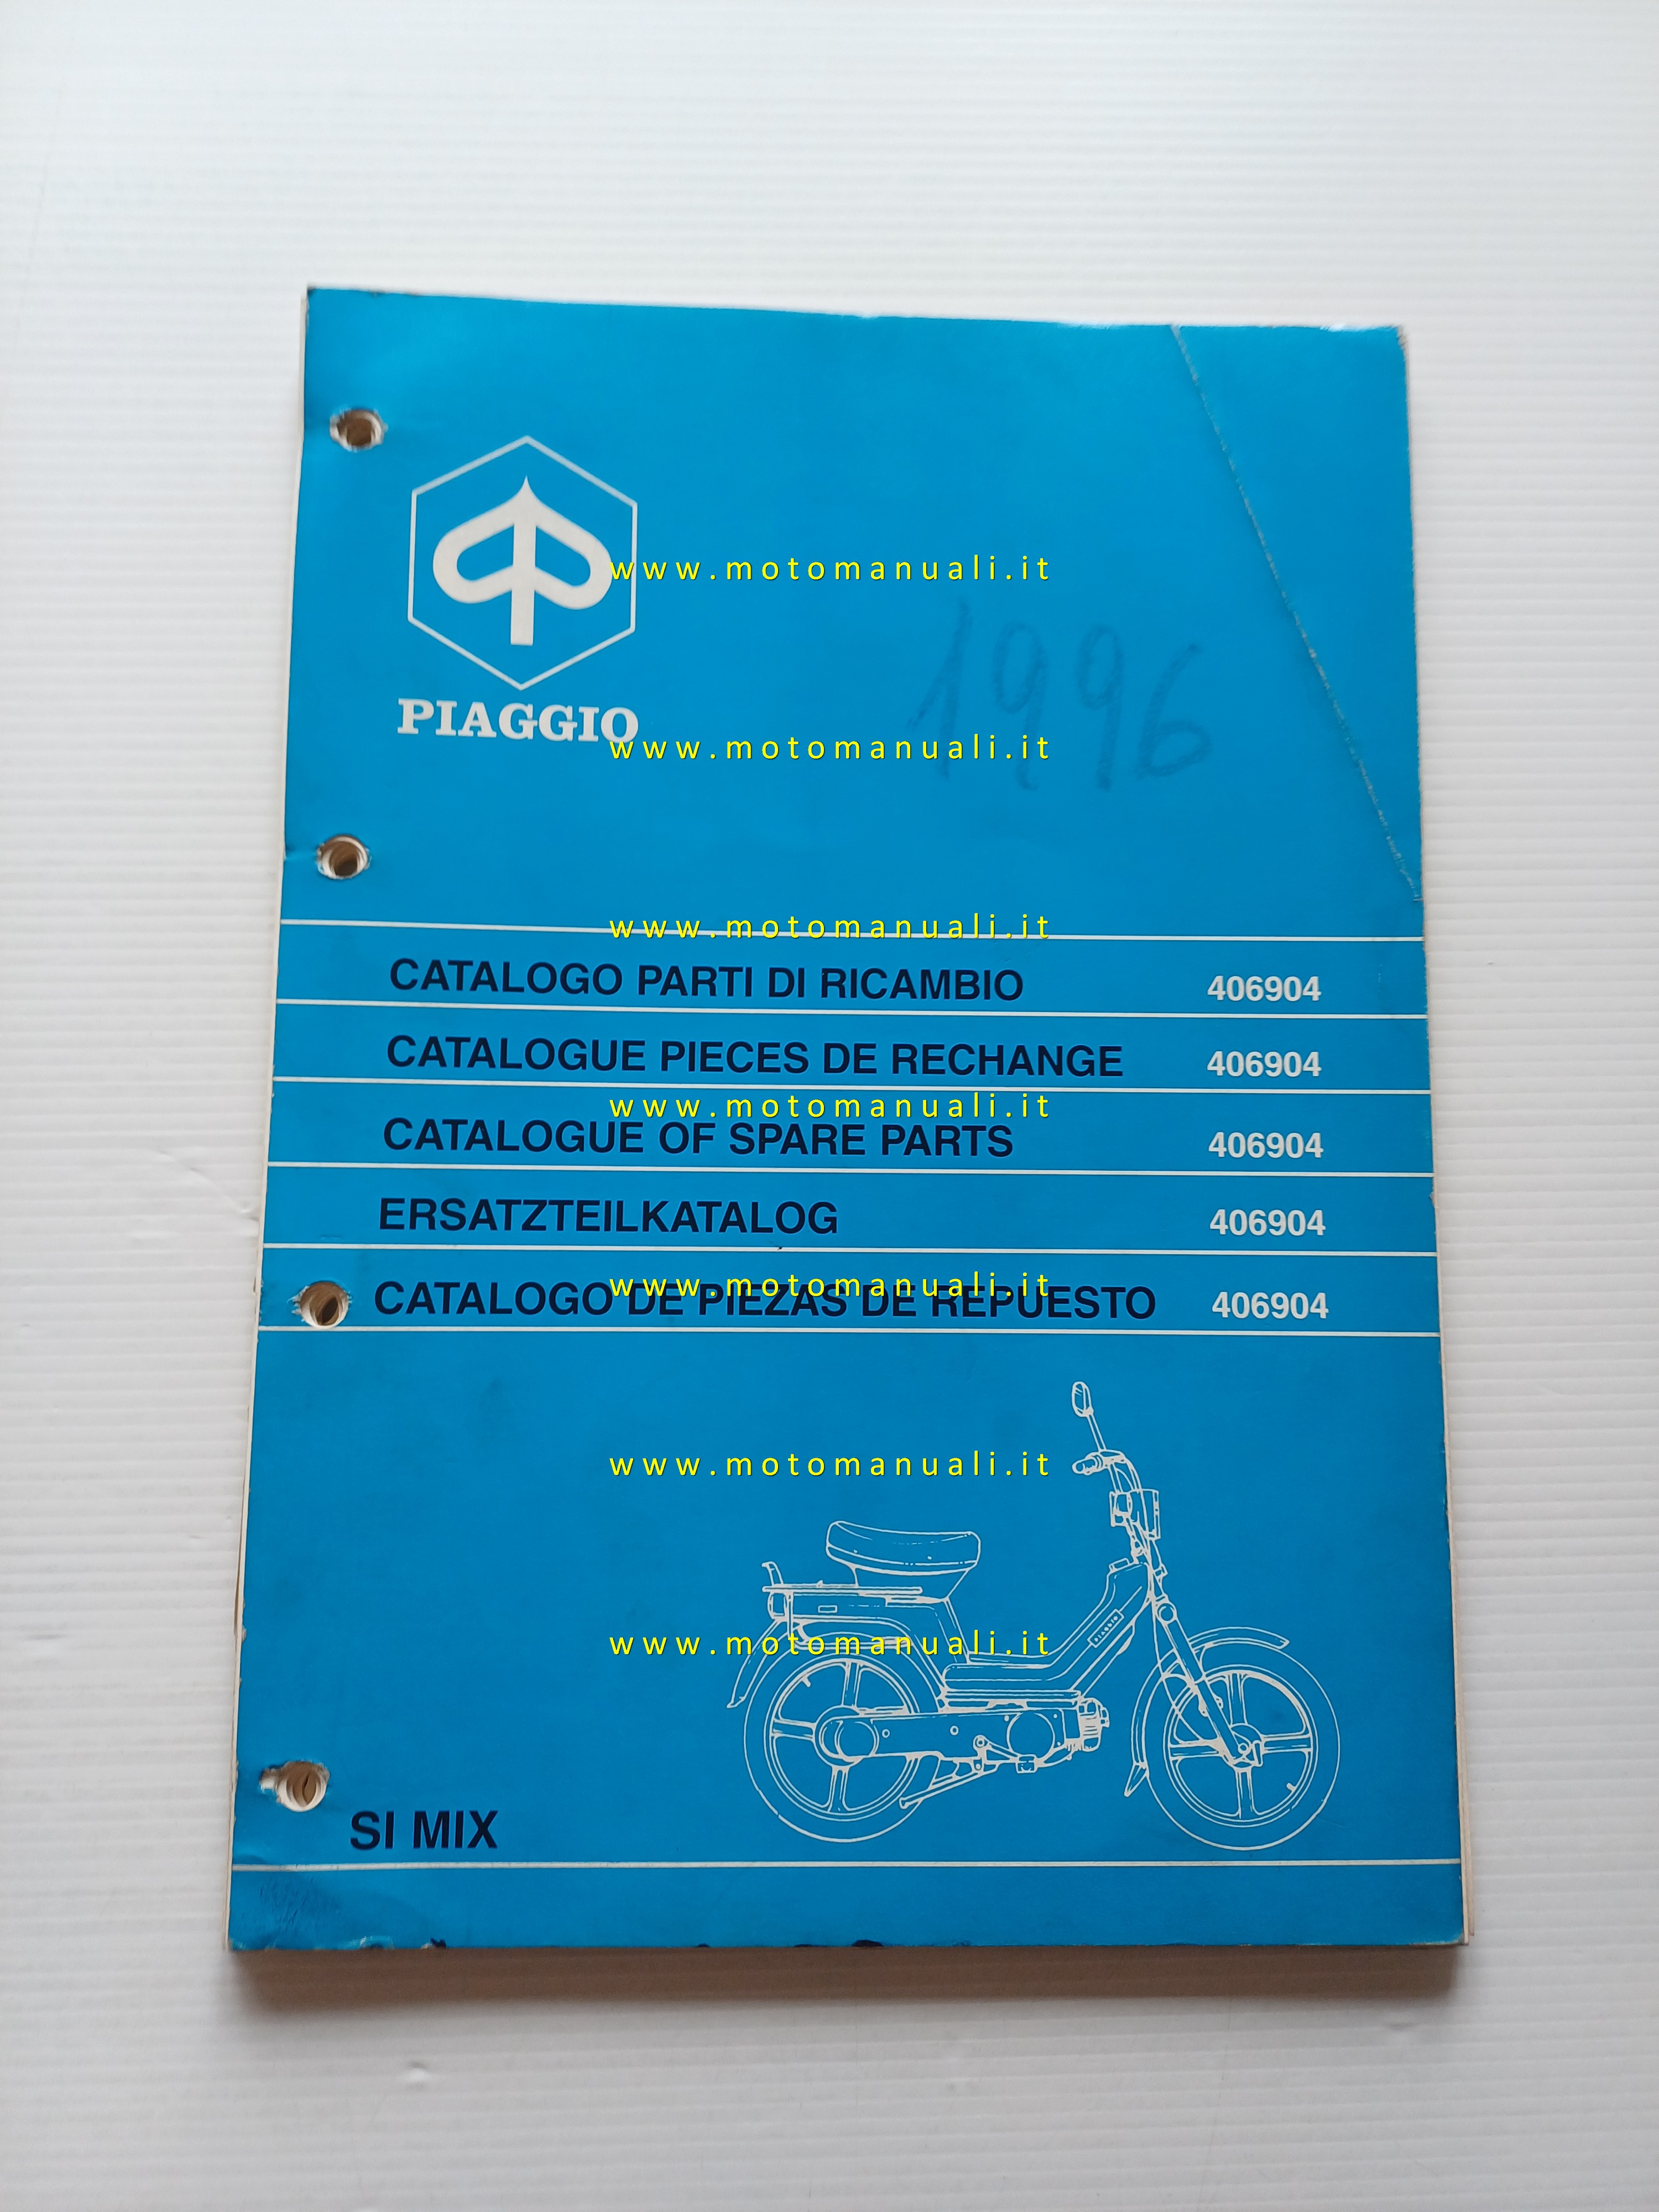 www.motomanuali.it
1996
PIAGGIO
www.motomanuali.it
www.motomanuali.it
CATALOGO PARTI DI RICAMBIO 406904
CATALOGUE PIECES DE RECHANGE 406904
www.motomanuali.it
CATALOGUE OF SPARE PARTS 406904
ERSATZTEILKATALOG 406904
www.motomanuali.it
CATALOGO DE PIEZAS DE REPUESTO 406904
www.motomanuali.it
PIAGGIO
www.motomanuali.it
SI MIX